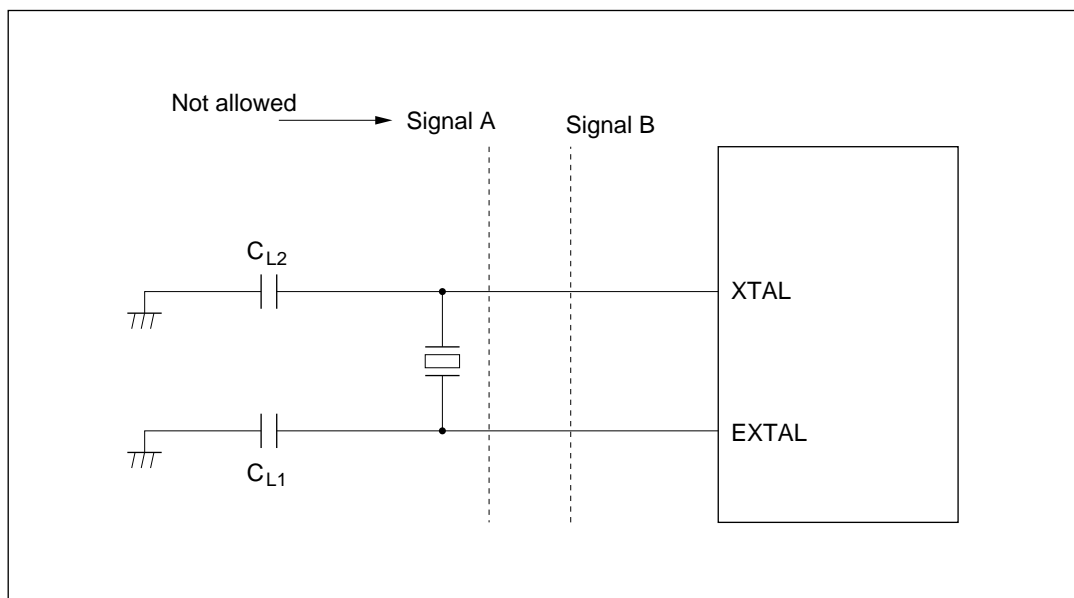 Not allowed
Signal A
Signal B
CL2
XTAL
EXTAL
CL1